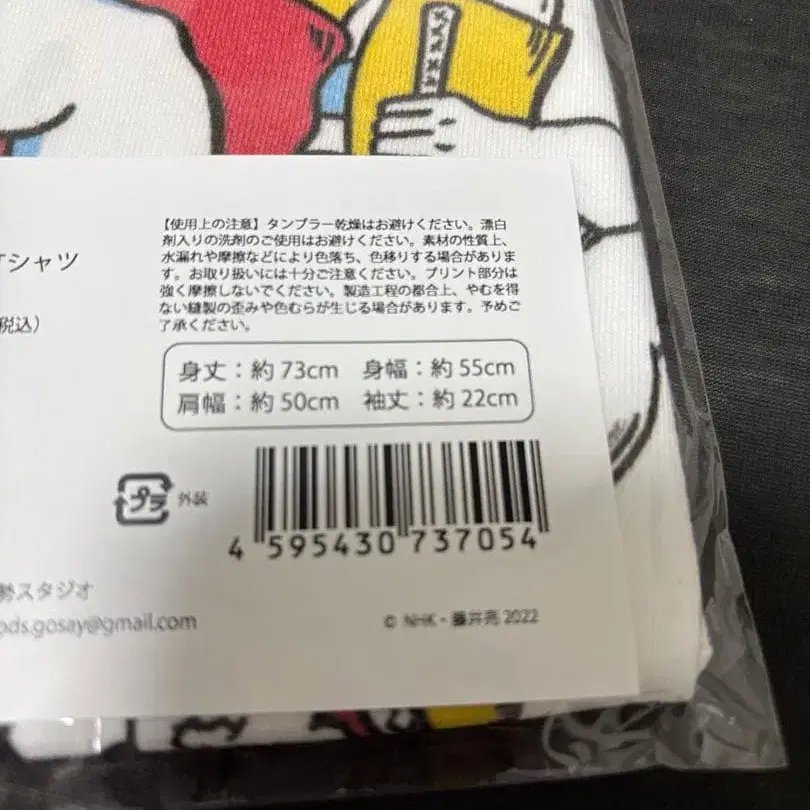 【使用上の注意】タンブラー乾燥はお避けください。漂白
剤入りの洗剤のご使用はお避けください。素材の性質上、
水漏れや摩擦などにより色落ち、色移りする場合がありま
す。お取り扱いには十分ご注意ください。プリント部分は
強く摩擦しないでください。製造工程の都合上、やむを得
ない縫製の歪みや色むらが生じる場合があります。予めご
了承ください。
Tシャツ
税込)
身丈：約 73cm 身幅：約 55cm
肩幅：約 50cm 袖丈：約 22cm
プラ 外装
4 595430 737054
勢スタジオ
ods.gosay@gmail.com
© NHK・藤井亮 2022